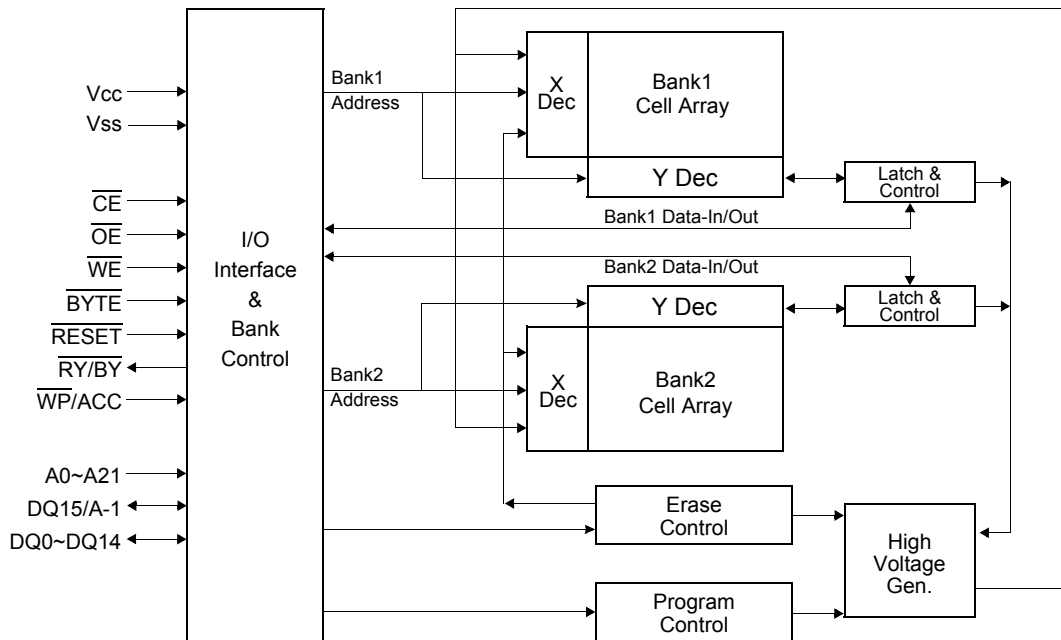 Vcc
Vss
CE
OE
WE
BYTE
RESET
RY/BY
WP/ACC
A0~A21
DQ15/A-1
DQ0~DQ14
I/O
Interface
&
Bank
Control
Bank1
Address
X
Dec
Bank1
Cell Array
Y Dec
Latch &
Control
Bank1 Data-In/Out
Bank2 Data-In/Out
Y Dec
Latch &
Control
Bank2
Address
X
Dec
Bank2
Cell Array
Erase
Control
High
Voltage
Gen.
Program
Control